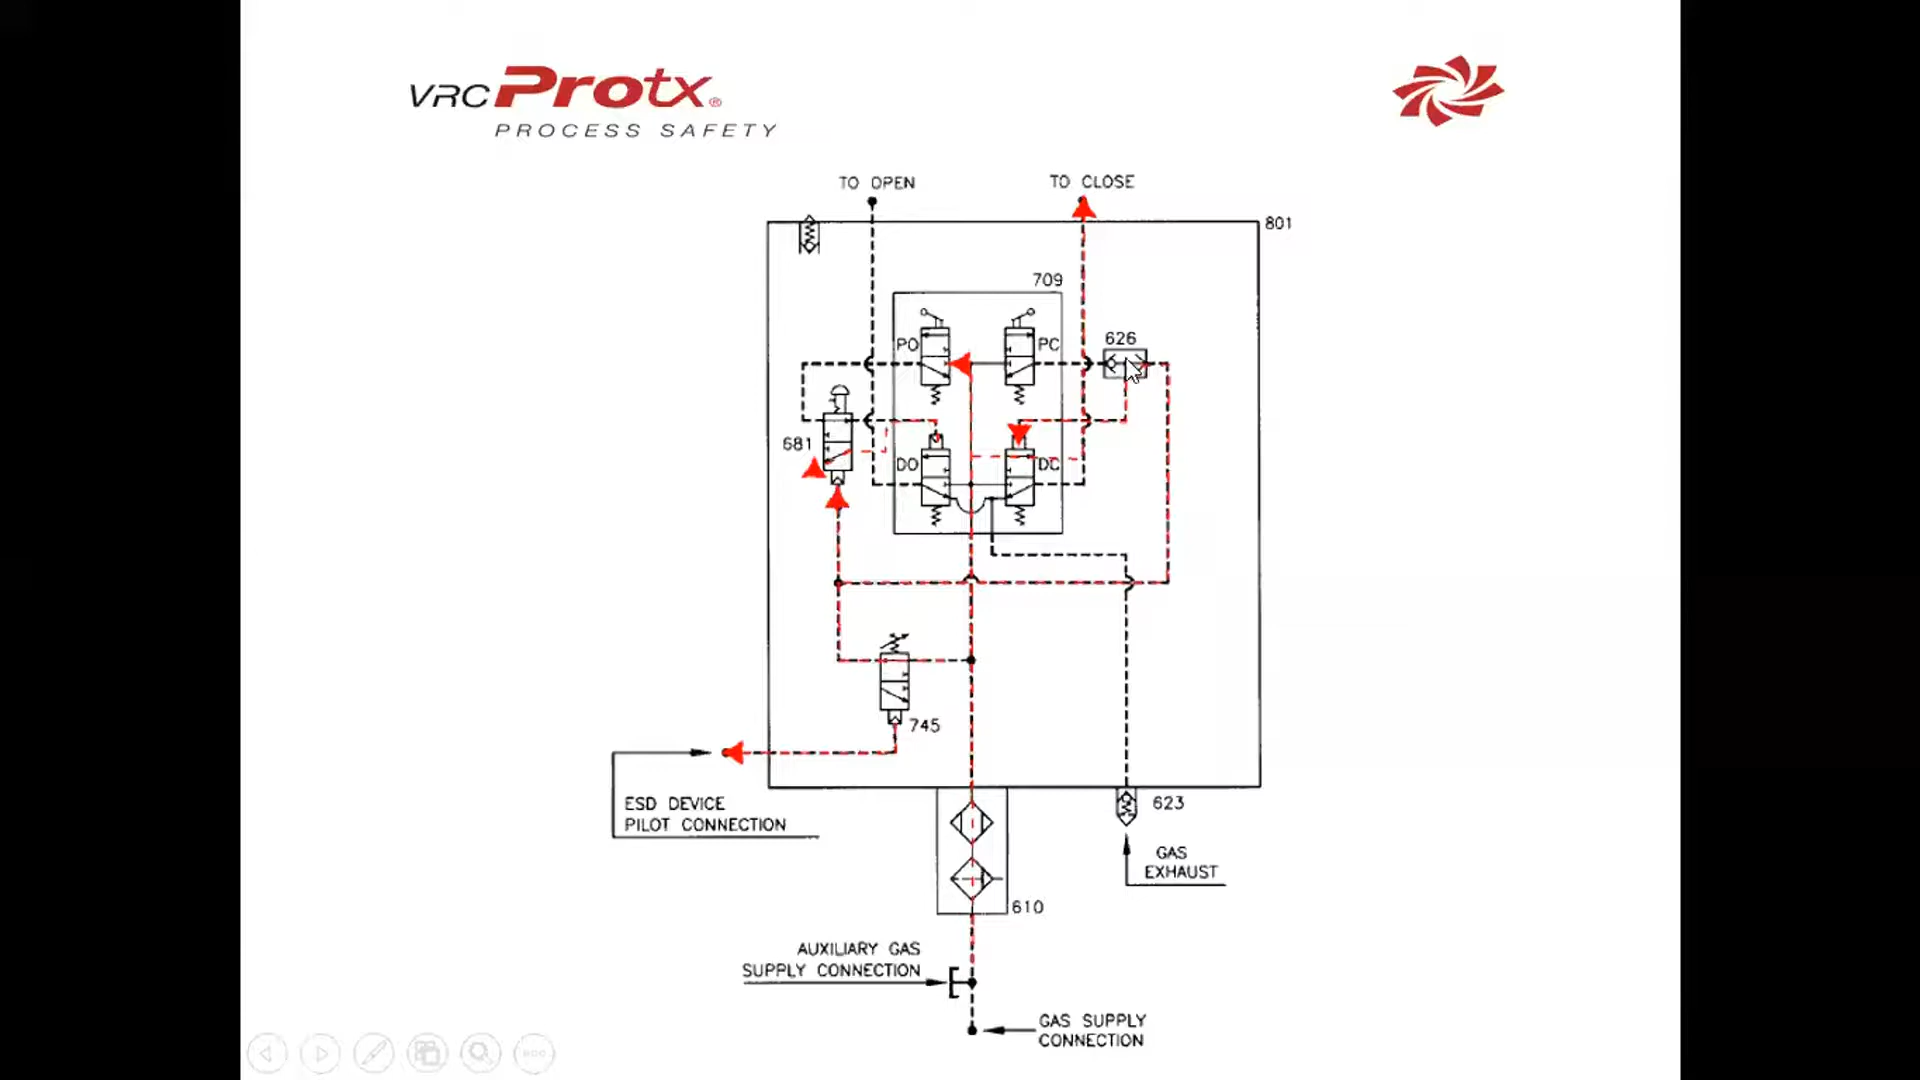 VRC Protx®
PROCESS SAFETY
TO OPEN
TO CLOSE
801
709
PO
PC
626
681
DO
DC
745
ESD DEVICE
PILOT CONNECTION
623
GAS
EXHAUST
610
AUXILIARY GAS
SUPPLY CONNECTION
GAS SUPPLY
CONNECTION